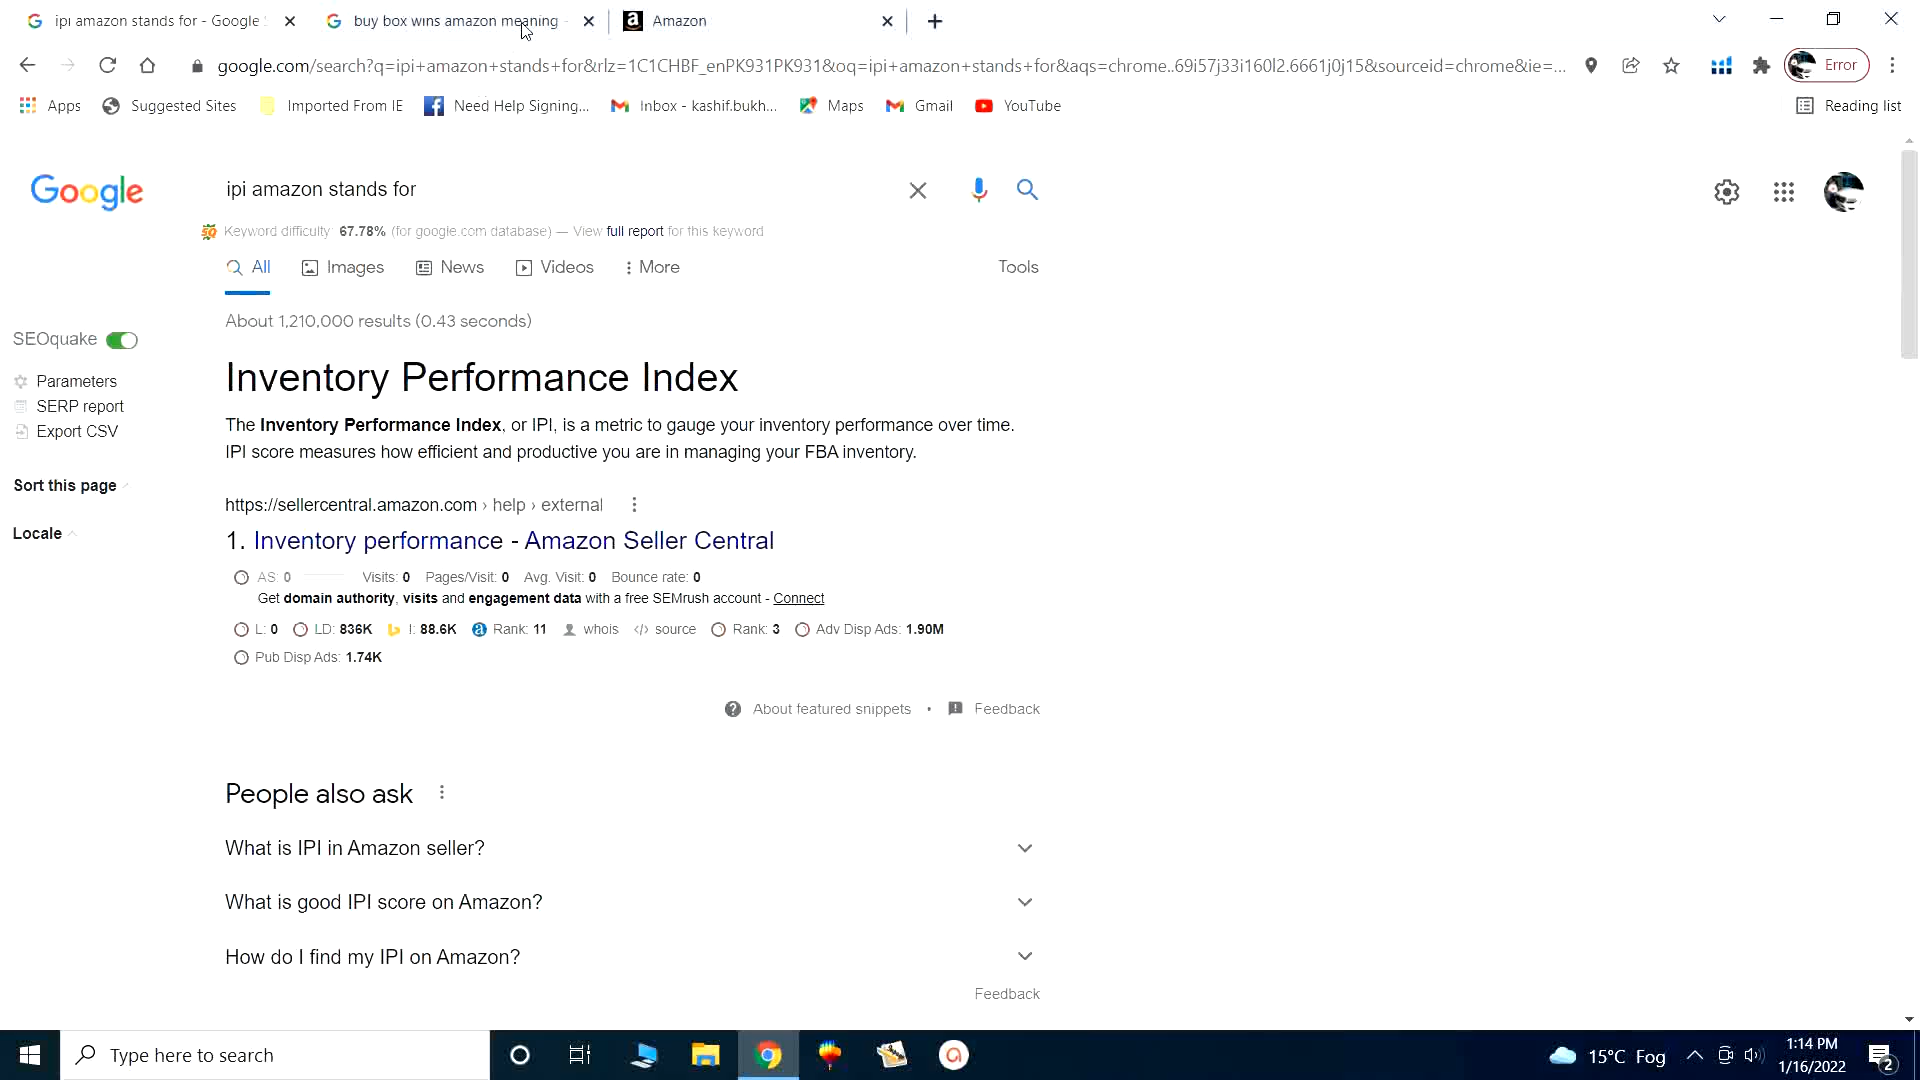 ipi amazon stands for - Google
buy box wins amazon meaning -
Amazon
google.com/search?q=ipi+amazon+stands+for&rlz=1C1CHBF_enPK931PK931&oq=ipi+amazon+stands+for&aqs=chrome..69i57j33i160l2.6661j0j15&sourceid=chrome&ie=...
Error
Apps
Suggested Sites
Imported From IE
Need Help Signing...
Inbox - kashif.bukh...
Maps
Gmail
YouTube
Reading list
Google
ipi amazon stands for
Keyword difficulty: 67.78% (for google.com database) — View full report for this keyword
All
Images
News
Videos
More
Tools
About 1,210,000 results (0.43 seconds)
SEOquake
Parameters
SERP report
Export CSV
Sort this page
Locale
Inventory Performance Index
The Inventory Performance Index, or IPI, is a metric to gauge your inventory performance over time.
IPI score measures how efficient and productive you are in managing your FBA inventory.
https://sellercentral.amazon.com › help › external
1. Inventory performance - Amazon Seller Central
AS: 0 Visits: 0 Pages/Visit: 0 Avg. Visit: 0 Bounce rate: 0
Get domain authority, visits and engagement data with a free SEMrush account - Connect
L: 0 LD: 836K I: 88.6K Rank: 11 whois source Rank: 3 Adv Disp Ads: 1.90M
Pub Disp Ads: 1.74K
About featured snippets • Feedback
People also ask
What is IPI in Amazon seller?
What is good IPI score on Amazon?
How do I find my IPI on Amazon?
Feedback
Type here to search
15°C Fog
1:14 PM
1/16/2022
2